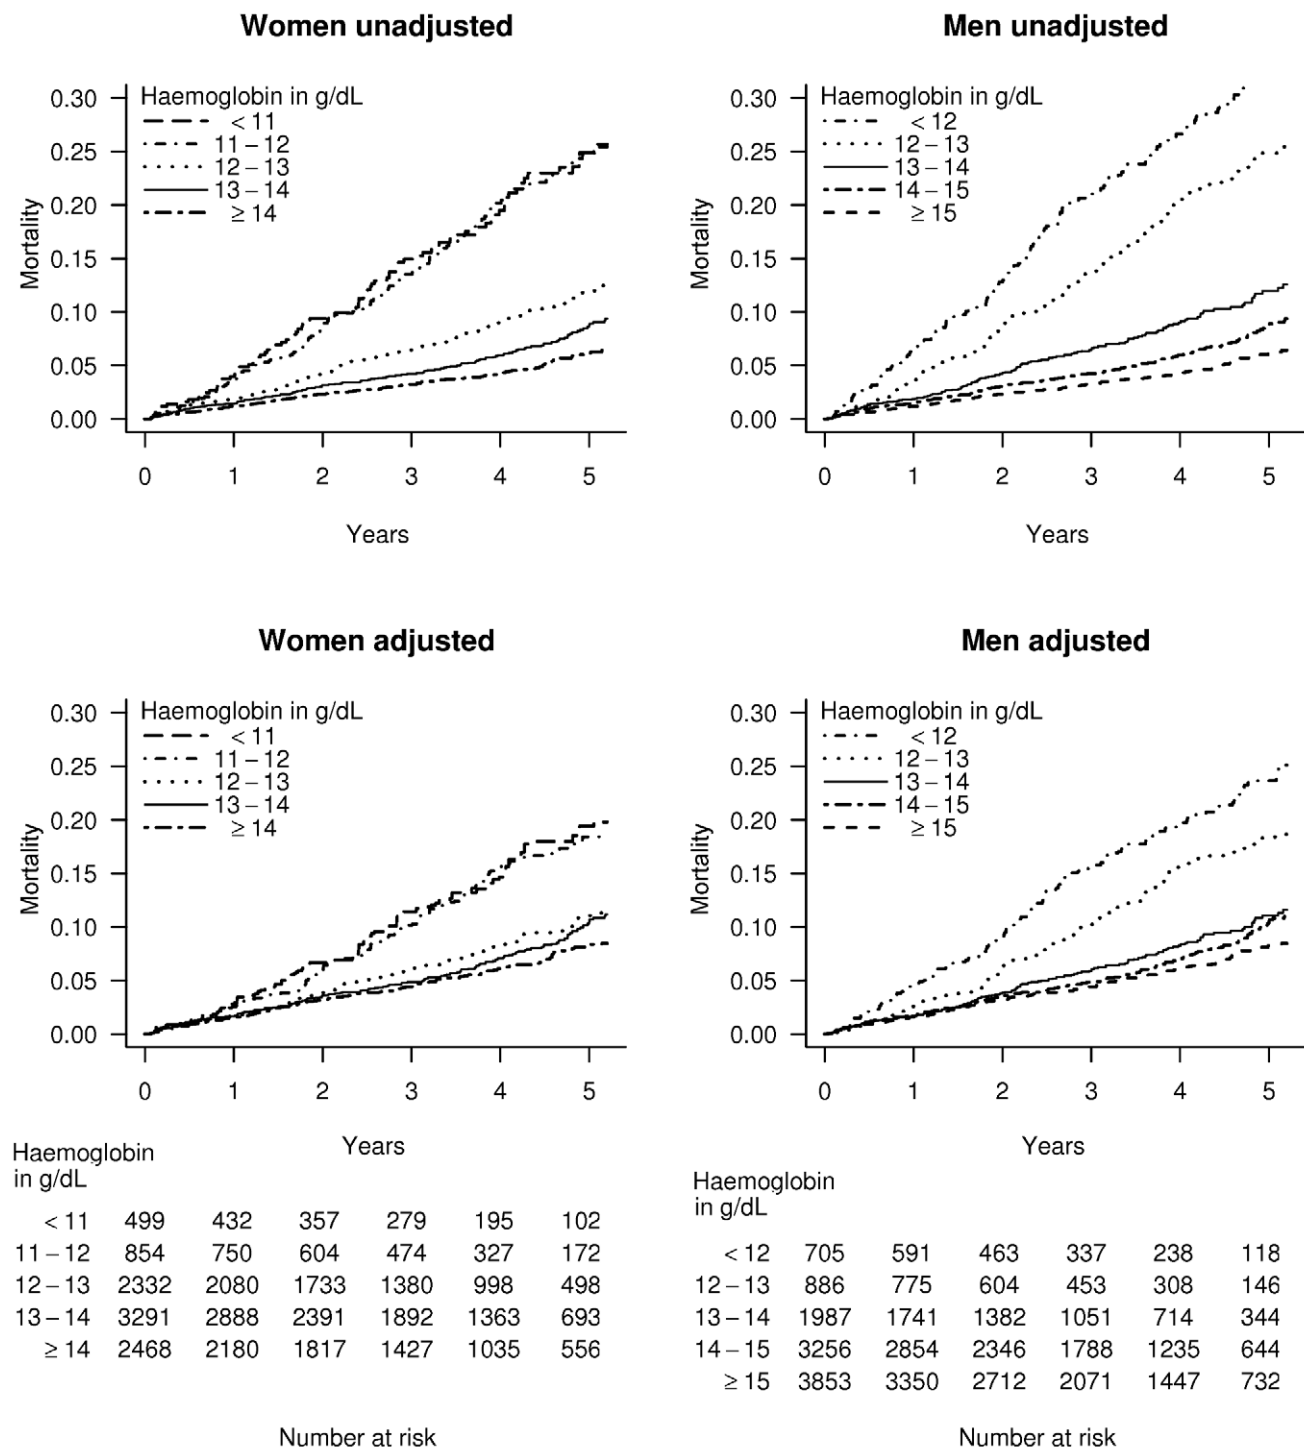 Women unadjusted
Haemoglobin in g/dL
< 11
11 – 12
12 – 13
13 – 14
≥ 14
Mortality
0.30
0.25
0.20
0.15
0.10
0.05
0.00
0 1 2 3 4 5
Years
Men unadjusted
Haemoglobin in g/dL
< 12
12 – 13
13 – 14
14 – 15
≥ 15
Mortality
0.30
0.25
0.20
0.15
0.10
0.05
0.00
0 1 2 3 4 5
Years
Women adjusted
Haemoglobin in g/dL
< 11
11 – 12
12 – 13
13 – 14
≥ 14
Mortality
0.30
0.25
0.20
0.15
0.10
0.05
0.00
0 1 2 3 4 5
Years
Haemoglobin
in g/dL
< 11 499 432 357 279 195 102
11 – 12 854 750 604 474 327 172
12 – 13 2332 2080 1733 1380 998 498
13 – 14 3291 2888 2391 1892 1363 693
≥ 14 2468 2180 1817 1427 1035 556
Number at risk
Men adjusted
Haemoglobin in g/dL
< 12
12 – 13
13 – 14
14 – 15
≥ 15
Mortality
0.30
0.25
0.20
0.15
0.10
0.05
0.00
0 1 2 3 4 5
Years
Haemoglobin
in g/dL
< 12 705 591 463 337 238 118
12 – 13 886 775 604 453 308 146
13 – 14 1987 1741 1382 1051 714 344
14 – 15 3256 2854 2346 1788 1235 644
≥ 15 3853 3350 2712 2071 1447 732
Number at risk